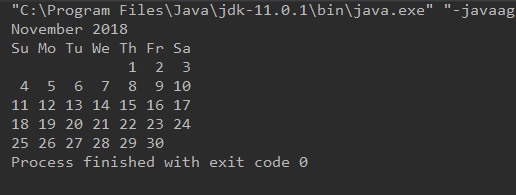 "C:\Program Files\Java\jdk-11.0.1\bin\java.exe" "-javaag
November 2018
Su Mo Tu We Th Fr Sa
             1  2  3
 4  5  6  7  8  9 10
11 12 13 14 15 16 17
18 19 20 21 22 23 24
25 26 27 28 29 30
Process finished with exit code 0